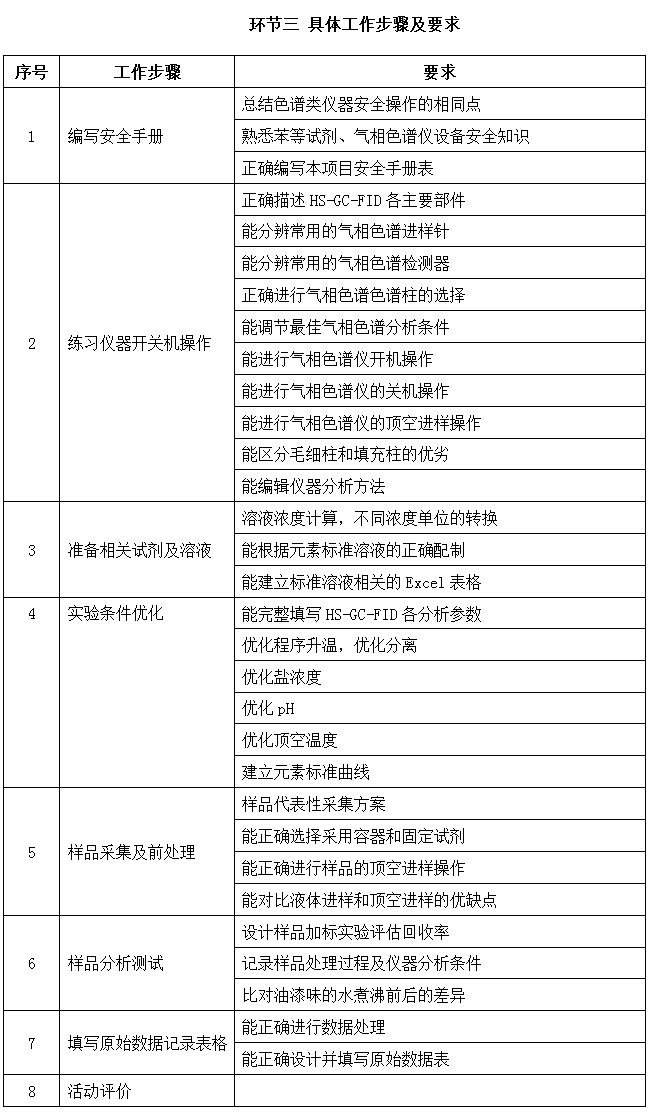 环节三 具体工作步骤及要求
序号 工作步骤 要求
总结色谱类仪器安全操作的相同点
1 编写安全手册 熟悉苯等试剂、气相色谱仪设备安全知识
正确编写本项目安全手册表
正确描述 HS-GC-FID 各主要部件
能分辨常用的气相色谱进样针
能分辨常用的气相色谱检测器
正确进行气相色谱色谱柱的选择
能调节最佳气相色谱分析条件
2 练习仪器开关机操作 能进行气相色谱仪开机操作
能进行气相色谱仪的关机操作
能进行气相色谱仪的顶空进样操作
能区分毛细柱和填充柱的优劣
能编辑仪器分析方法
溶液浓度计算，不同浓度单位的转换
3 准备相关试剂及溶液 能根据元素标准溶液的正确配制
能建立标准溶液相关的 Excel 表格
4 实验条件优化 能完整填写 HS-GC-FID 各分析参数
优化程序升温，优化分离
优化盐浓度
优化 pH
优化顶空温度
建立元素标准曲线
样品代表性采集方案
5 样品采集及前处理 能正确选择采用容器和固定试剂
能正确进行样品的顶空进样操作
能对比液体进样和顶空进样的优缺点
设计样品加标实验评估回收率
6 样品分析测试 记录样品处理过程及仪器分析条件
比对油漆味的水煮沸前后的差异
7 填写原始数据记录表格 能正确进行数据处理
能正确设计并填写原始数据表
8 活动评价